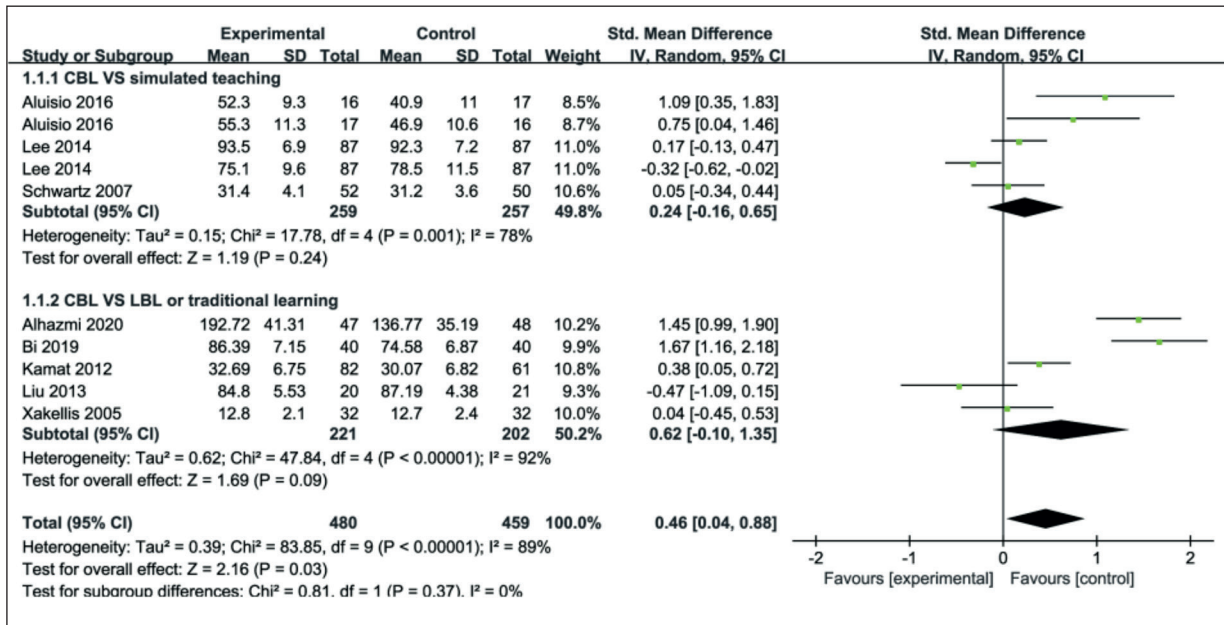 Experimental Control Std. Mean Difference Std. Mean Difference
Study or Subgroup Mean SD Total Mean SD Total Weight IV, Random, 95% CI IV, Random, 95% CI
1.1.1 CBL VS simulated teaching
Aluisio 2016 52.3 9.3 16 40.9 11 17 8.5% 1.09 [0.35, 1.83]
Aluisio 2016 55.3 11.3 17 46.9 10.6 16 8.7% 0.75 [0.04, 1.46]
Lee 2014 93.5 6.9 87 92.3 7.2 87 11.0% 0.17 [-0.13, 0.47]
Lee 2014 75.1 9.6 87 78.5 11.5 87 11.0% -0.32 [-0.62, -0.02]
Schwartz 2007 31.4 4.1 52 31.2 3.6 50 10.6% 0.05 [-0.34, 0.44]
Subtotal (95% CI) 259 257 49.8% 0.24 [-0.16, 0.65]
Heterogeneity: Tau² = 0.15; Chi² = 17.78, df = 4 (P = 0.001); I² = 78%
Test for overall effect: Z = 1.19 (P = 0.24)
1.1.2 CBL VS LBL or traditional learning
Alhazmi 2020 192.72 41.31 47 136.77 35.19 48 10.2% 1.45 [0.99, 1.90]
Bi 2019 86.39 7.15 40 74.58 6.87 40 9.9% 1.67 [1.16, 2.18]
Kamat 2012 32.69 6.75 82 30.07 6.82 61 10.8% 0.38 [0.05, 0.72]
Liu 2013 84.8 5.53 20 87.19 4.38 21 9.3% -0.47 [-1.09, 0.15]
Xakellis 2005 12.8 2.1 32 12.7 2.4 32 10.0% 0.04 [-0.45, 0.53]
Subtotal (95% CI) 221 202 50.2% 0.62 [-0.10, 1.35]
Heterogeneity: Tau² = 0.62; Chi² = 47.84, df = 4 (P < 0.00001); I² = 92%
Test for overall effect: Z = 1.69 (P = 0.09)
Total (95% CI) 480 459 100.0% 0.46 [0.04, 0.88]
Heterogeneity: Tau² = 0.39; Chi² = 83.85, df = 9 (P < 0.00001); I² = 89%
Test for overall effect: Z = 2.16 (P = 0.03)
Test for subgroup differences: Chi² = 0.81, df = 1 (P = 0.37), I² = 0%
-2 -1 0 1 2
Favours [experimental] Favours [control]